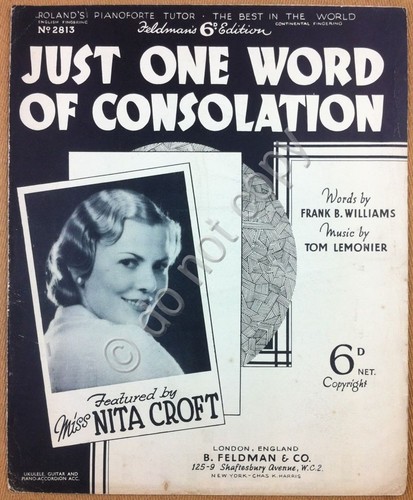 ROLAND'S PIANOFORTE TUTOR - THE BEST IN THE WORLD
ENGLISH FINGERING CONTINENTAL FINGERING
No 2813 Feldman's 6D Edition
JUST ONE WORD
OF CONSOLATION
Words by
FRANK B. WILLIAMS
Music by
TOM LEMONIER
© do not copy
6D NET.
Copyright
Featured by
Miss NITA CROFT
LONDON, ENGLAND
B. FELDMAN & CO.
125-9 Shaftesbury Avenue, W.C.2.
NEW YORK - CHAS K. HARRIS
UKULELE, GUITAR AND
PIANO-ACCORDION ACC.